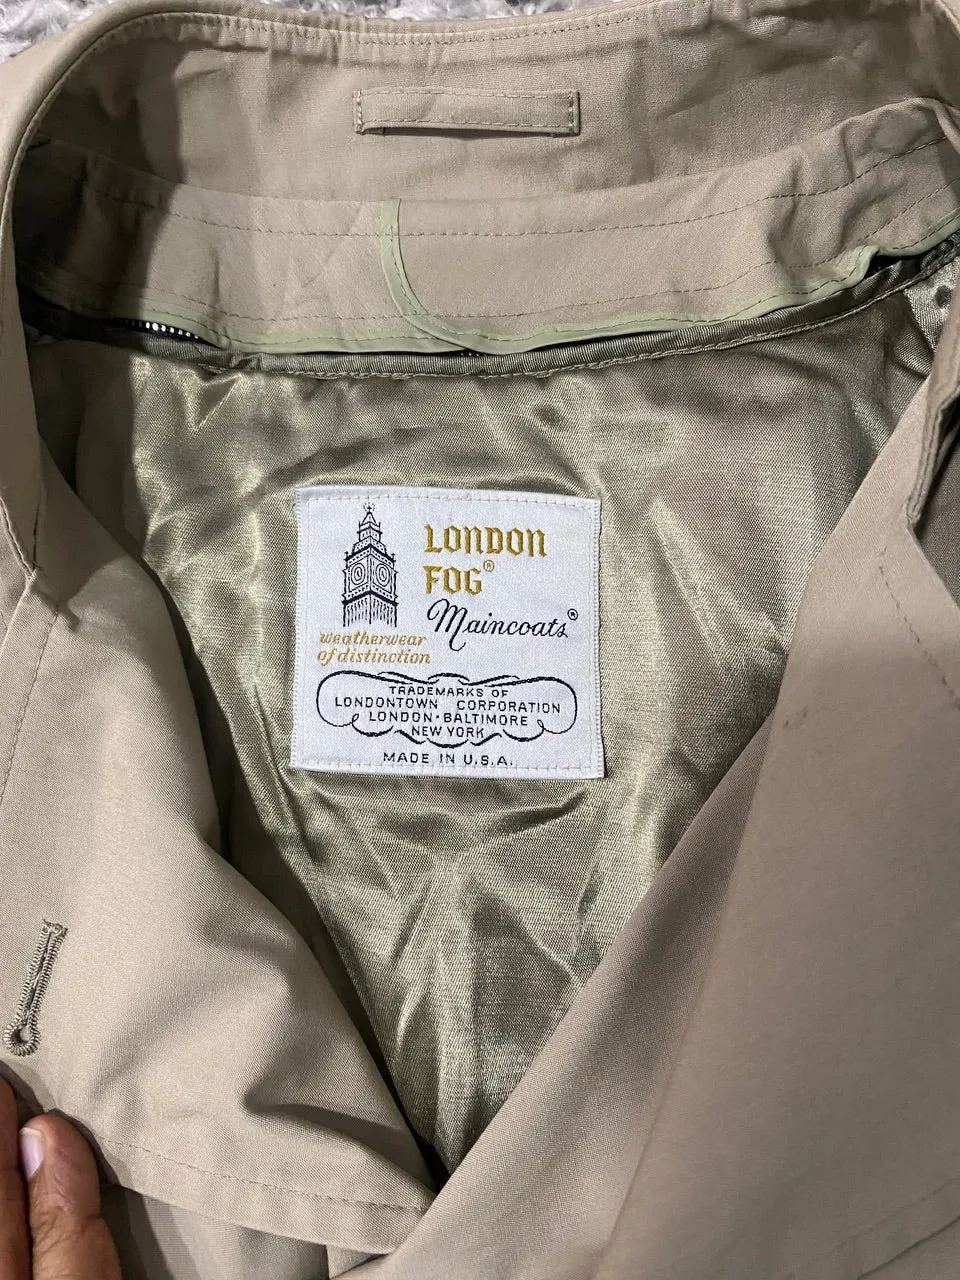 LONDON
FOG®
Maincoats®
weatherwear
of distinction
TRADEMARKS OF
LONDONTOWN CORPORATION
LONDON·BALTIMORE
NEW YORK
MADE IN U.S.A.